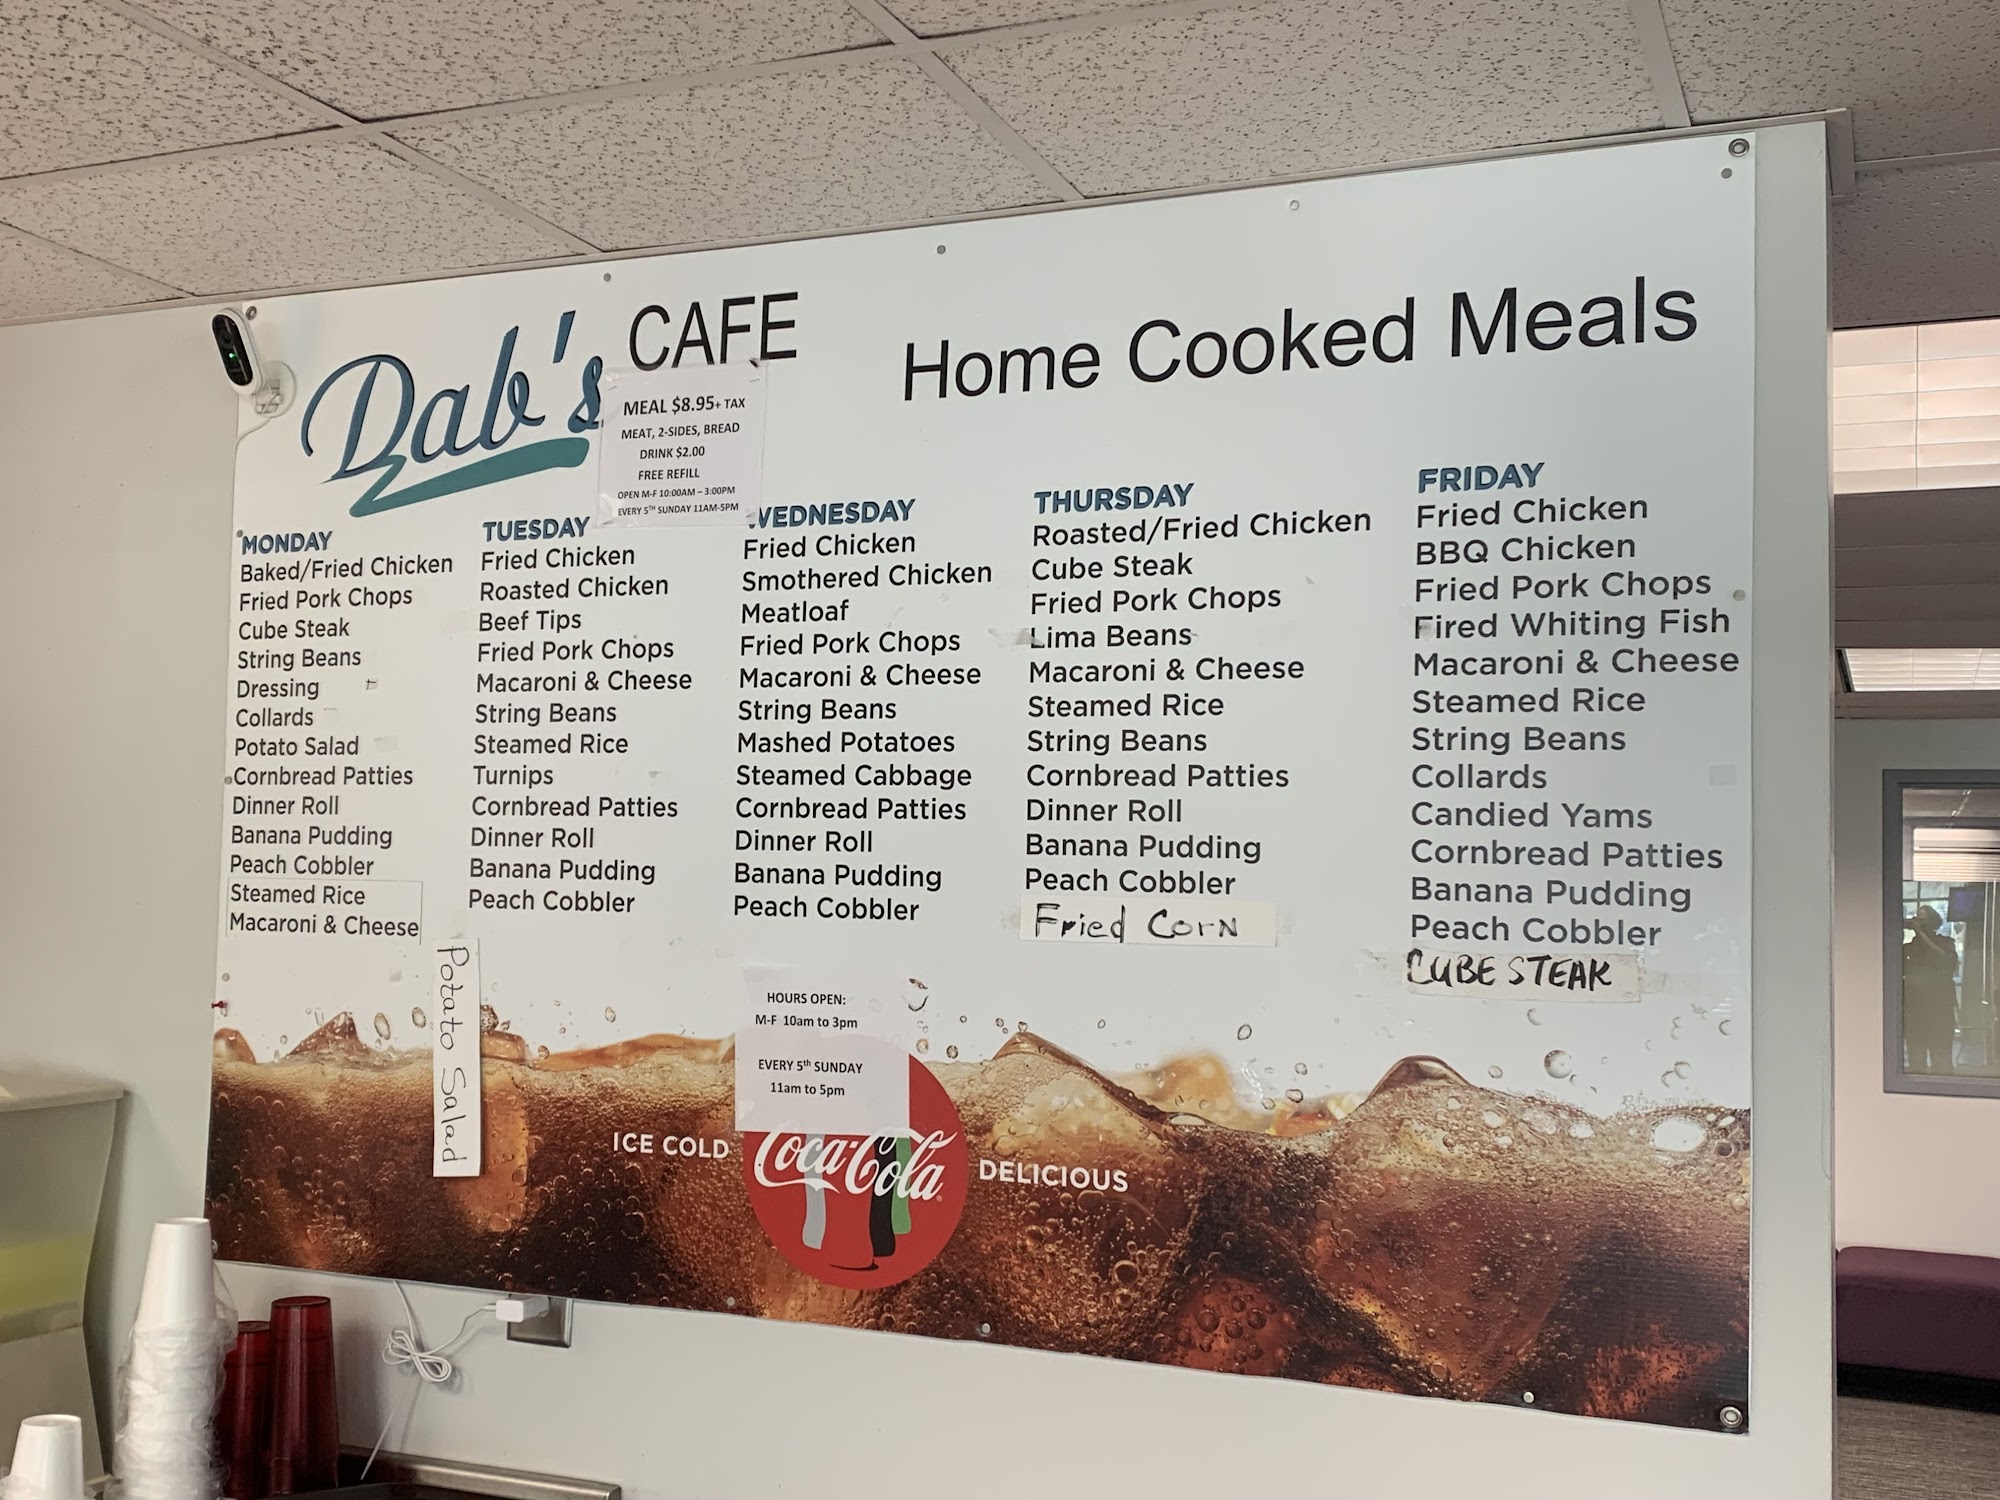 Dab's CAFE
Home Cooked Meals
MEAL $8.95+ TAX
MEAT, 2-SIDES, BREAD
DRINK $2.00
FREE REFILL
OPEN M-F 10:00AM – 3:00PM
EVERY 5TH SUNDAY 11AM-5PM
MONDAY
Baked/Fried Chicken
Fried Pork Chops
Cube Steak
String Beans
Dressing
Collards
Potato Salad
Cornbread Patties
Dinner Roll
Banana Pudding
Peach Cobbler
Steamed Rice
Macaroni & Cheese
TUESDAY
Fried Chicken
Roasted Chicken
Beef Tips
Fried Pork Chops
Macaroni & Cheese
String Beans
Steamed Rice
Turnips
Cornbread Patties
Dinner Roll
Banana Pudding
Peach Cobbler
Potato Salad
WEDNESDAY
Fried Chicken
Smothered Chicken
Meatloaf
Fried Pork Chops
Macaroni & Cheese
String Beans
Mashed Potatoes
Steamed Cabbage
Cornbread Patties
Dinner Roll
Banana Pudding
Peach Cobbler
THURSDAY
Roasted/Fried Chicken
Cube Steak
Fried Pork Chops
Lima Beans
Macaroni & Cheese
Steamed Rice
String Beans
Cornbread Patties
Dinner Roll
Banana Pudding
Peach Cobbler
Fried Corn
FRIDAY
Fried Chicken
BBQ Chicken
Fried Pork Chops
Fired Whiting Fish
Macaroni & Cheese
Steamed Rice
String Beans
Collards
Candied Yams
Cornbread Patties
Banana Pudding
Peach Cobbler
CUBE STEAK
HOURS OPEN:
M-F 10am to 3pm
EVERY 5th SUNDAY
11am to 5pm
ICE COLD
Coca-Cola
DELICIOUS